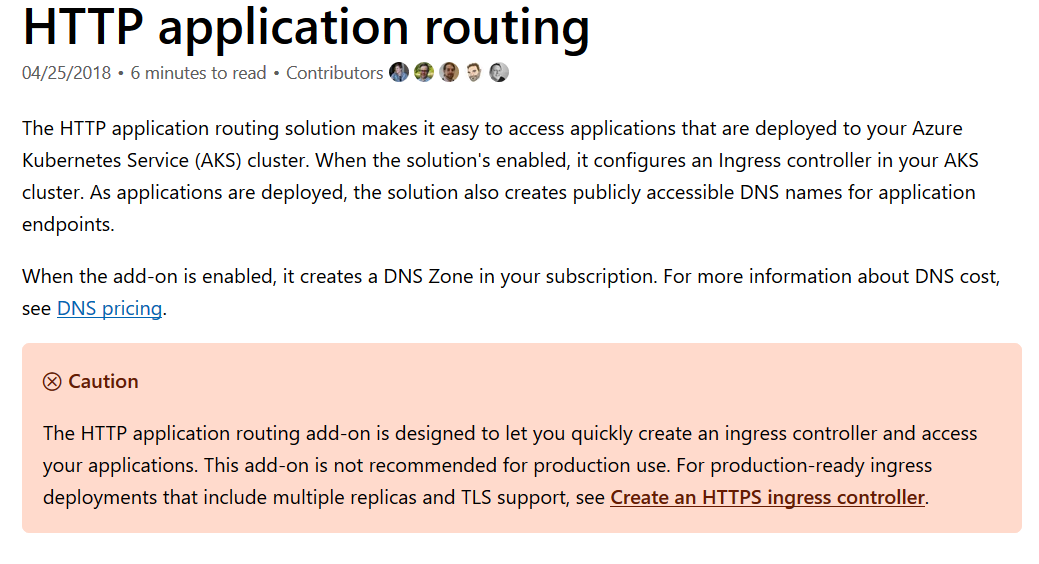 HTTP application routing
04/25/2018 • 6 minutes to read • Contributors
The HTTP application routing solution makes it easy to access applications that are deployed to your Azure
Kubernetes Service (AKS) cluster. When the solution's enabled, it configures an Ingress controller in your AKS
cluster. As applications are deployed, the solution also creates publicly accessible DNS names for application
endpoints.
When the add-on is enabled, it creates a DNS Zone in your subscription. For more information about DNS cost,
see DNS pricing.
Caution
The HTTP application routing add-on is designed to let you quickly create an ingress controller and access
your applications. This add-on is not recommended for production use. For production-ready ingress
deployments that include multiple replicas and TLS support, see Create an HTTPS ingress controller.